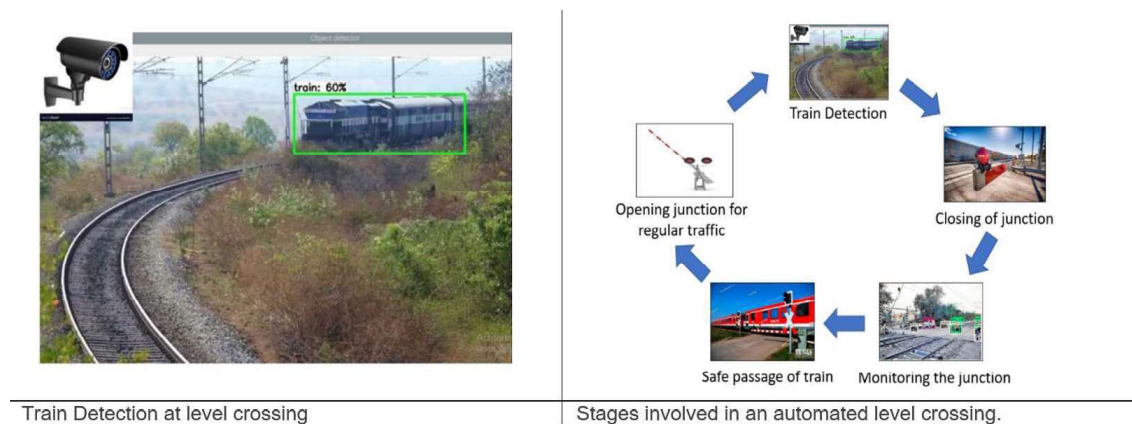 Object detector
train: 60%
Train Detection
Closing of junction
Monitoring the junction
Safe passage of train
Opening junction for
regular traffic
Train Detection at level crossing
Stages involved in an automated level crossing.